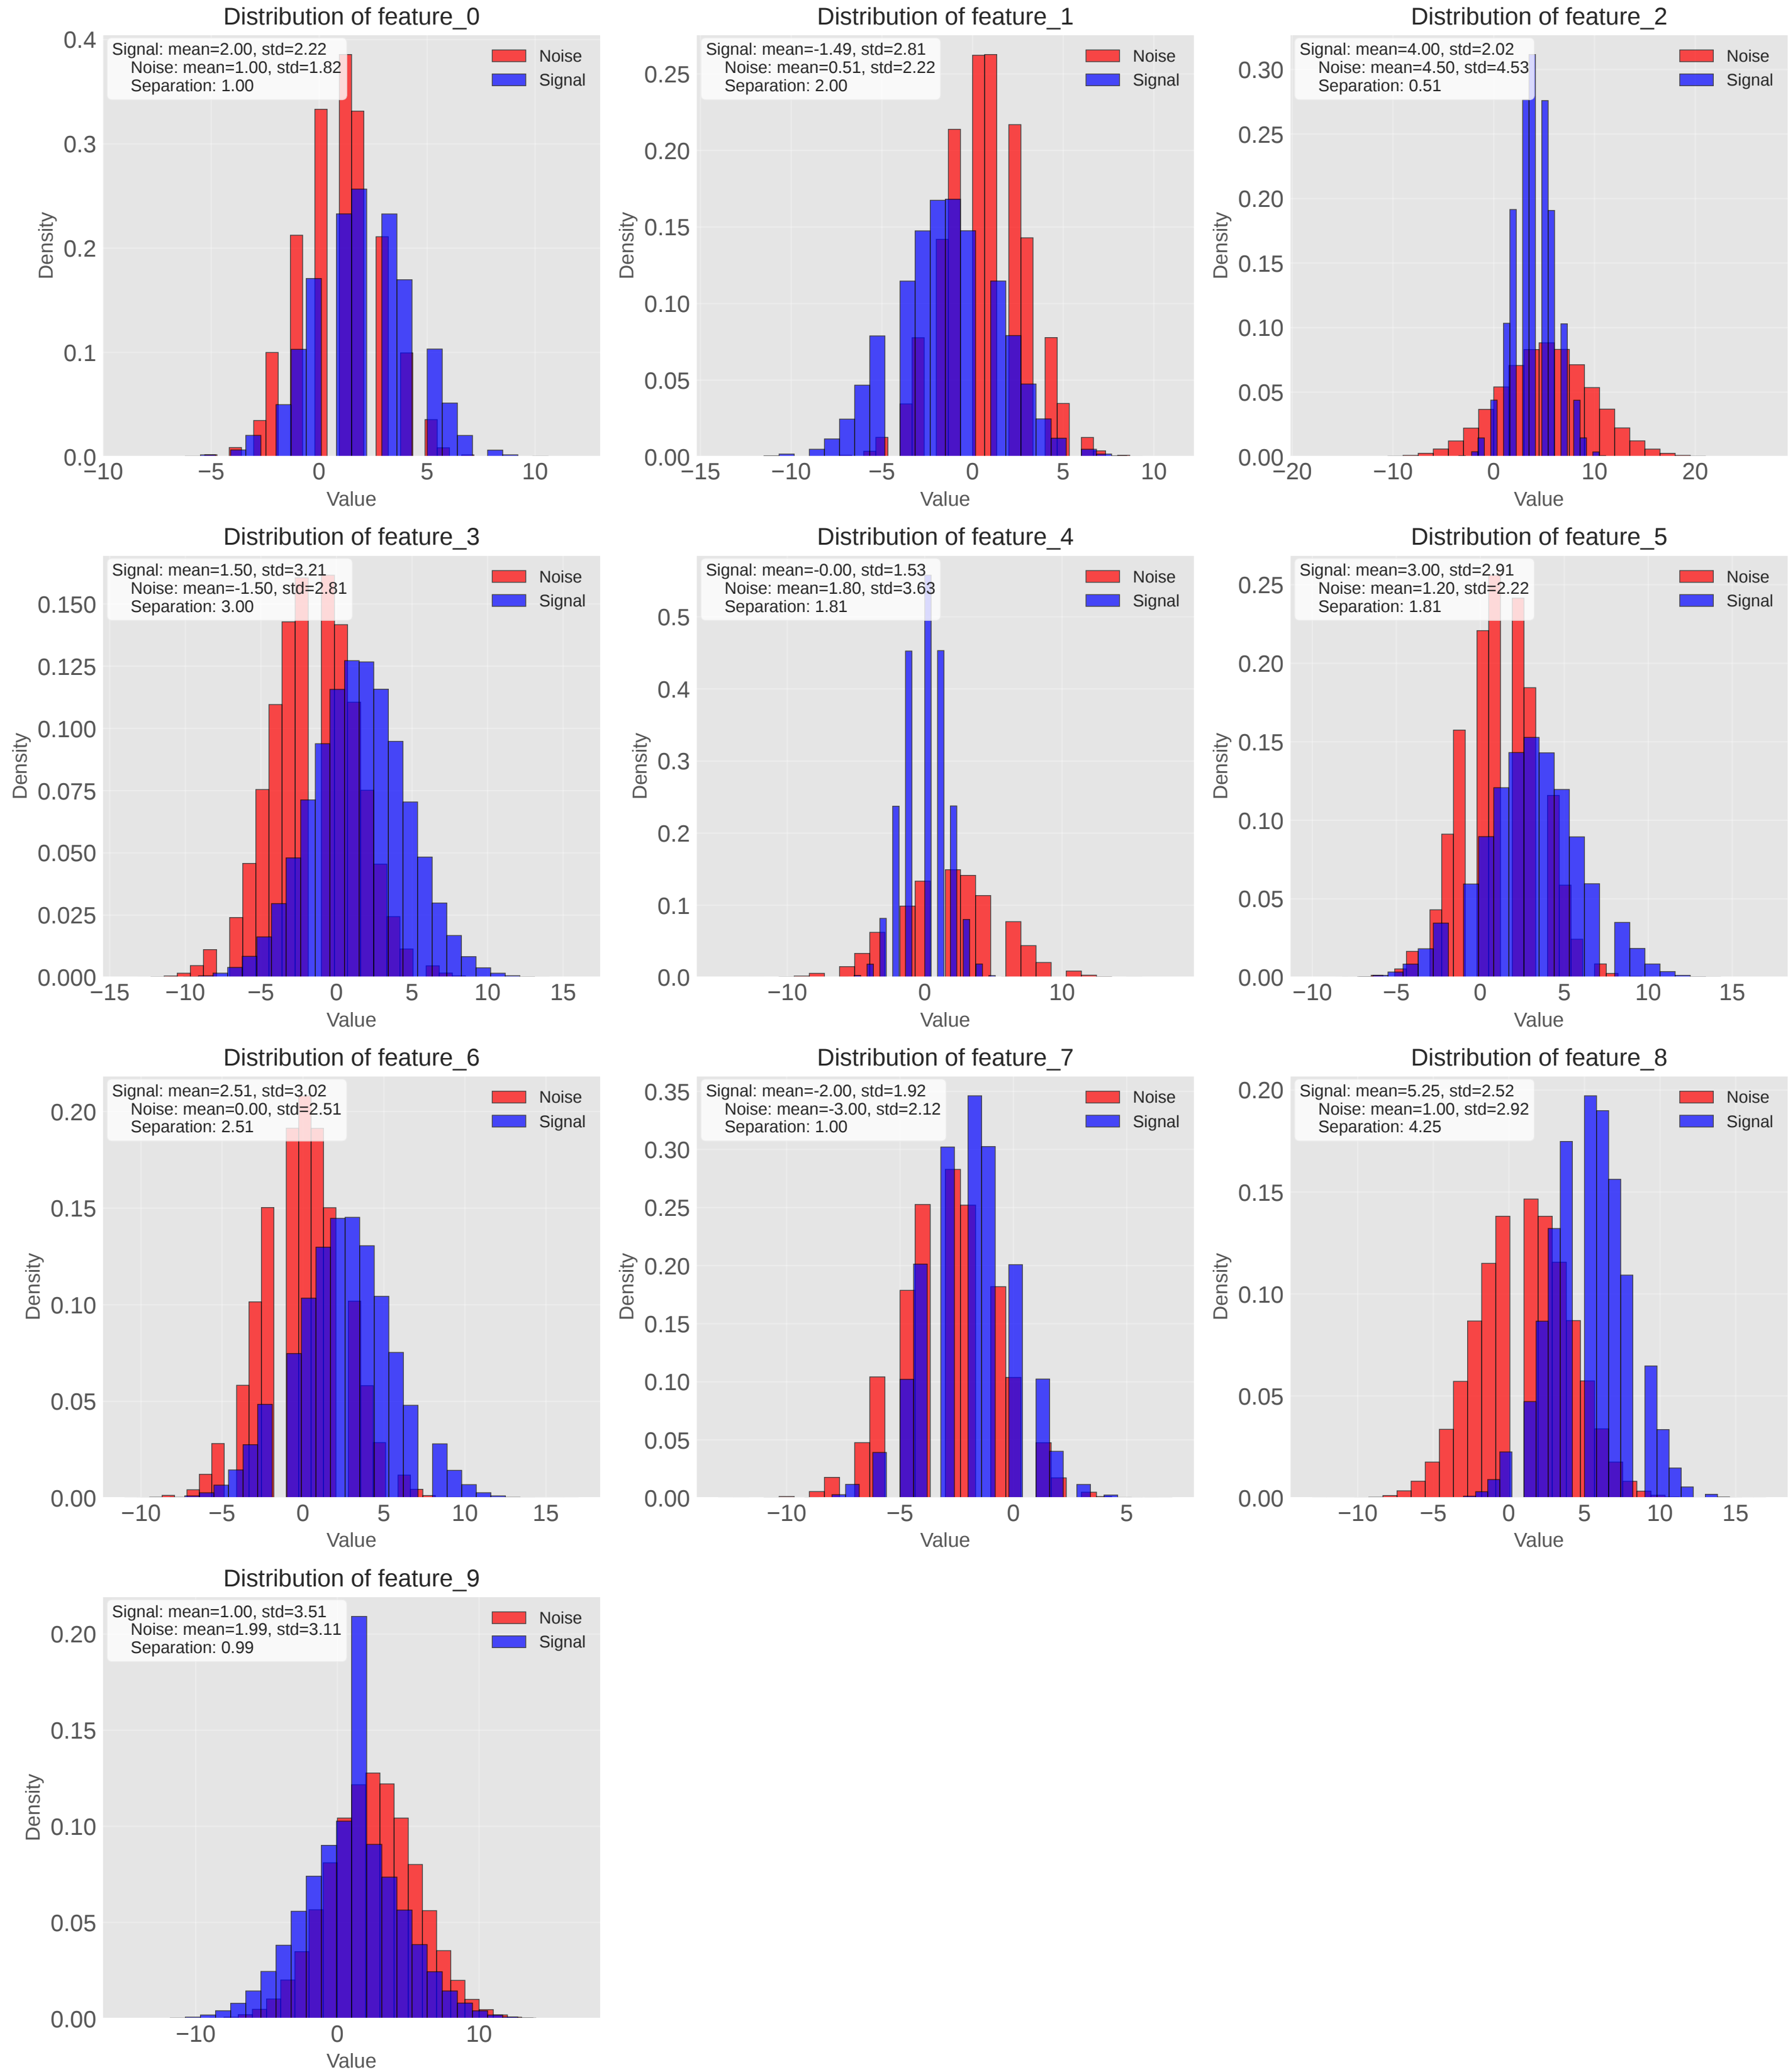 Distribution of feature_0
Signal: mean=2.00, std=2.22
Noise: mean=1.00, std=1.82
Separation: 1.00
Noise
Signal
Density
0.4
0.3
0.2
0.1
0.0
−10
−5
0
5
10
Value
Distribution of feature_1
Signal: mean=-1.49, std=2.81
Noise: mean=0.51, std=2.22
Separation: 2.00
Noise
Signal
Density
0.25
0.20
0.15
0.10
0.05
0.00
−15
−10
−5
0
5
10
Value
Distribution of feature_2
Signal: mean=4.00, std=2.02
Noise: mean=4.50, std=4.53
Separation: 0.51
Noise
Signal
Density
0.30
0.25
0.20
0.15
0.10
0.05
0.00
−20
−10
0
10
20
Value
Distribution of feature_3
Signal: mean=1.50, std=3.21
Noise: mean=-1.50, std=2.81
Separation: 3.00
Noise
Signal
Density
0.150
0.125
0.100
0.075
0.050
0.025
0.000
−15
−10
−5
0
5
10
15
Value
Distribution of feature_4
Signal: mean=-0.00, std=1.53
Noise: mean=1.80, std=3.63
Separation: 1.81
Noise
Signal
Density
0.5
0.4
0.3
0.2
0.1
0.0
−10
0
10
Value
Distribution of feature_5
Signal: mean=3.00, std=2.91
Noise: mean=1.20, std=2.22
Separation: 1.81
Noise
Signal
Density
0.25
0.20
0.15
0.10
0.05
0.00
−10
−5
0
5
10
15
Value
Distribution of feature_6
Signal: mean=2.51, std=3.02
Noise: mean=0.00, std=2.51
Separation: 2.51
Noise
Signal
Density
0.20
0.15
0.10
0.05
0.00
−10
−5
0
5
10
15
Value
Distribution of feature_7
Signal: mean=-2.00, std=1.92
Noise: mean=-3.00, std=2.12
Separation: 1.00
Noise
Signal
Density
0.35
0.30
0.25
0.20
0.15
0.10
0.05
0.00
−10
−5
0
5
Value
Distribution of feature_8
Signal: mean=5.25, std=2.52
Noise: mean=1.00, std=2.92
Separation: 4.25
Noise
Signal
Density
0.20
0.15
0.10
0.05
0.00
−10
−5
0
5
10
15
Value
Distribution of feature_9
Signal: mean=1.00, std=3.51
Noise: mean=1.99, std=3.11
Separation: 0.99
Noise
Signal
Density
0.20
0.15
0.10
0.05
0.00
−10
0
10
Value